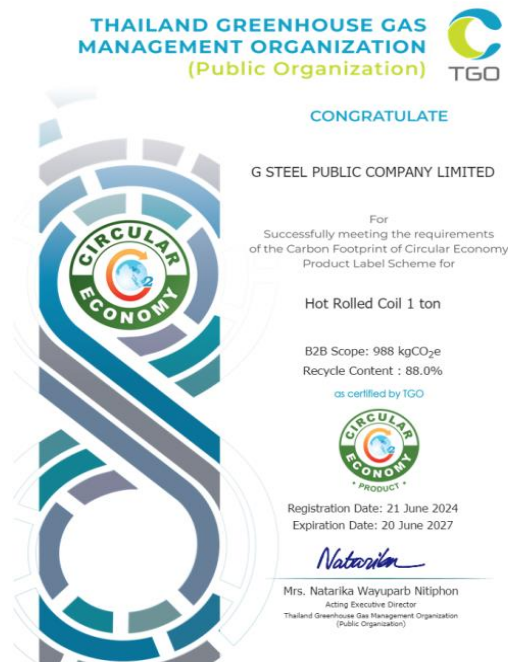 THAILAND GREENHOUSE GAS
MANAGEMENT ORGANIZATION
(Public Organization)
TGO
CONGRATULATE
G STEEL PUBLIC COMPANY LIMITED
For
Successfully meeting the requirements
of the Carbon Footprint of Circular Economy
Product Label Scheme for
CIRCULAR
ECONOMY
CO2
Hot Rolled Coil 1 ton
B2B Scope: 988 kgCO₂e
Recycle Content : 88.0%
as certified by TGO
CIRCULAR
ECONOMY
CO2
• PRODUCT •
Registration Date: 21 June 2024
Expiration Date: 20 June 2027
Natarika
Mrs. Natarika Wayuparb Nitiphon
Acting Executive Director
Thailand Greenhouse Gas Management Organization
(Public Organization)